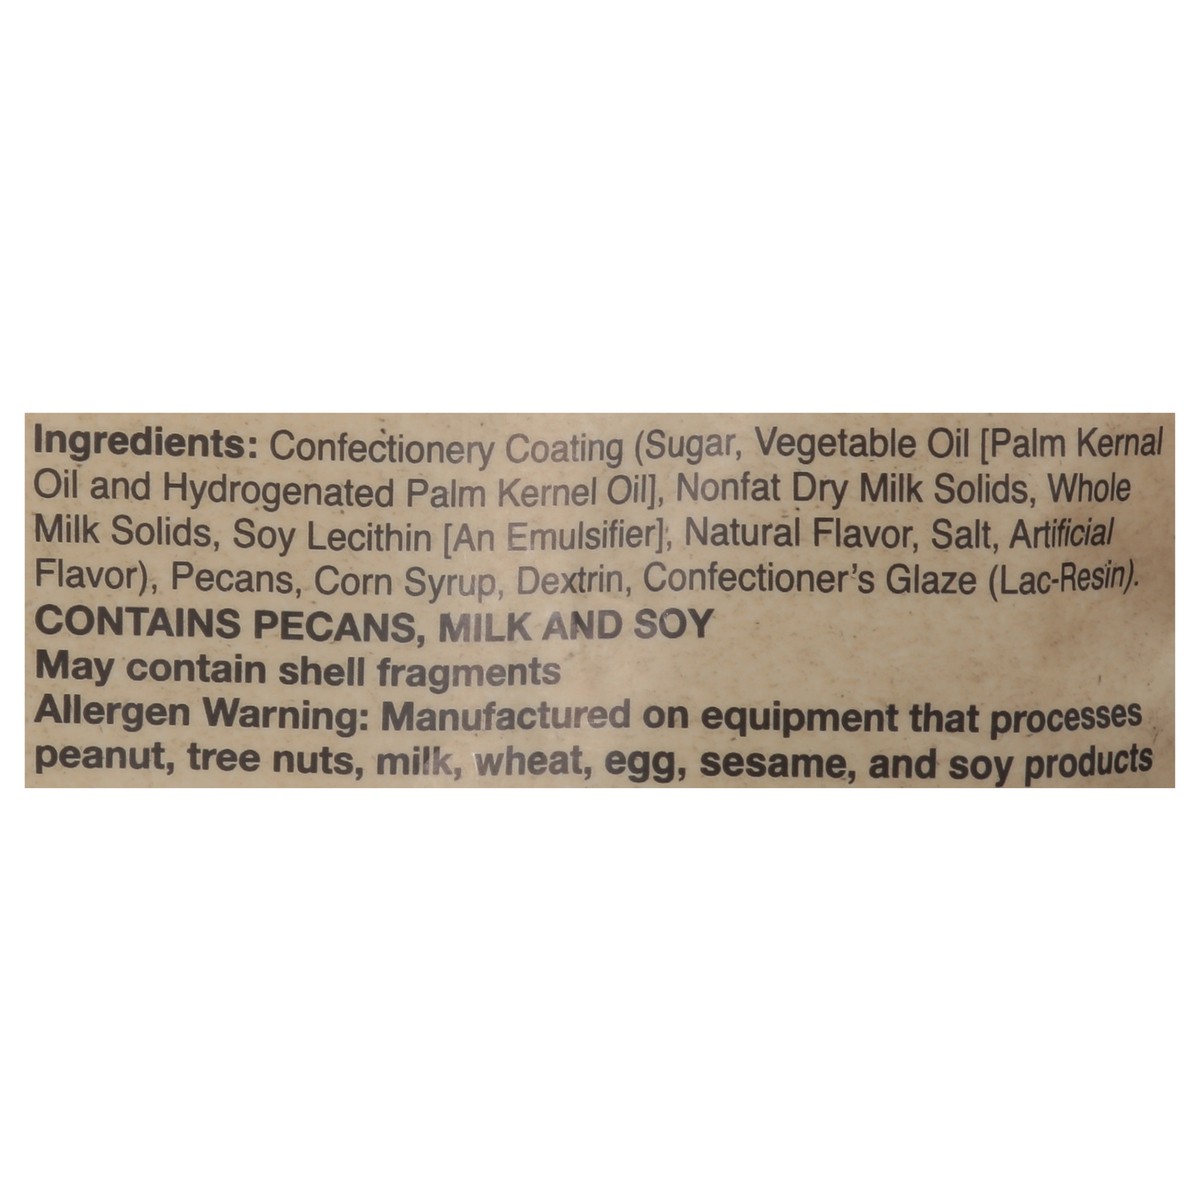 Ingredients: Confectionery Coating (Sugar, Vegetable Oil [Palm Kernal
Oil and Hydrogenated Palm Kernel Oil], Nonfat Dry Milk Solids, Whole
Milk Solids, Soy Lecithin [An Emulsifier], Natural Flavor, Salt, Artificial
Flavor), Pecans, Corn Syrup, Dextrin, Confectioner's Glaze (Lac-Resin).
CONTAINS PECANS, MILK AND SOY
May contain shell fragments
Allergen Warning: Manufactured on equipment that processes
peanut, tree nuts, milk, wheat, egg, sesame, and soy products